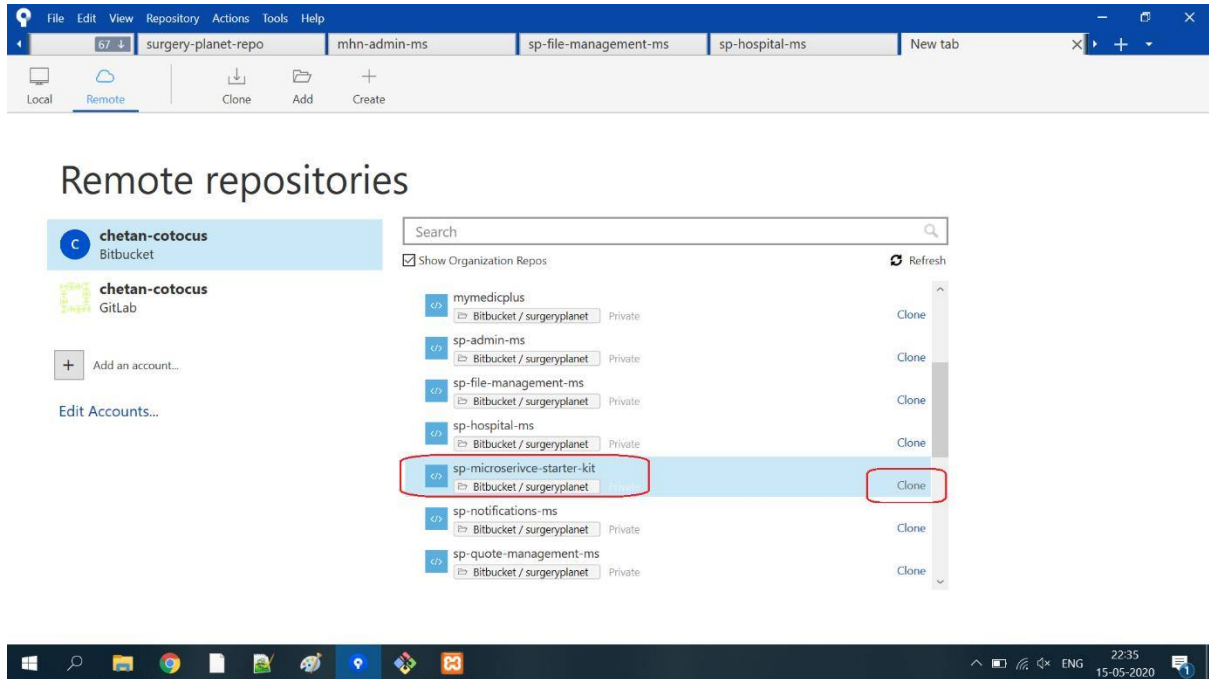 File Edit View Repository Actions Tools Help
67 surgery-planet-repo mhn-admin-ms sp-file-management-ms sp-hospital-ms New tab
Local Remote Clone Add Create
Remote repositories
chetan-cotocus
Bitbucket
chetan-cotocus
GitLab
Add an account...
Edit Accounts...
Search
Show Organization Repos Refresh
mymedicplus
Bitbucket / surgeryplanet Private Clone
sp-admin-ms
Bitbucket / surgeryplanet Private Clone
sp-file-management-ms
Bitbucket / surgeryplanet Private Clone
sp-hospital-ms
Bitbucket / surgeryplanet Private Clone
sp-microserivce-starter-kit
Bitbucket / surgeryplanet Private Clone
sp-notifications-ms
Bitbucket / surgeryplanet Private Clone
sp-quote-management-ms
Bitbucket / surgeryplanet Private Clone
C
ENG 22:35
15-05-2020
1